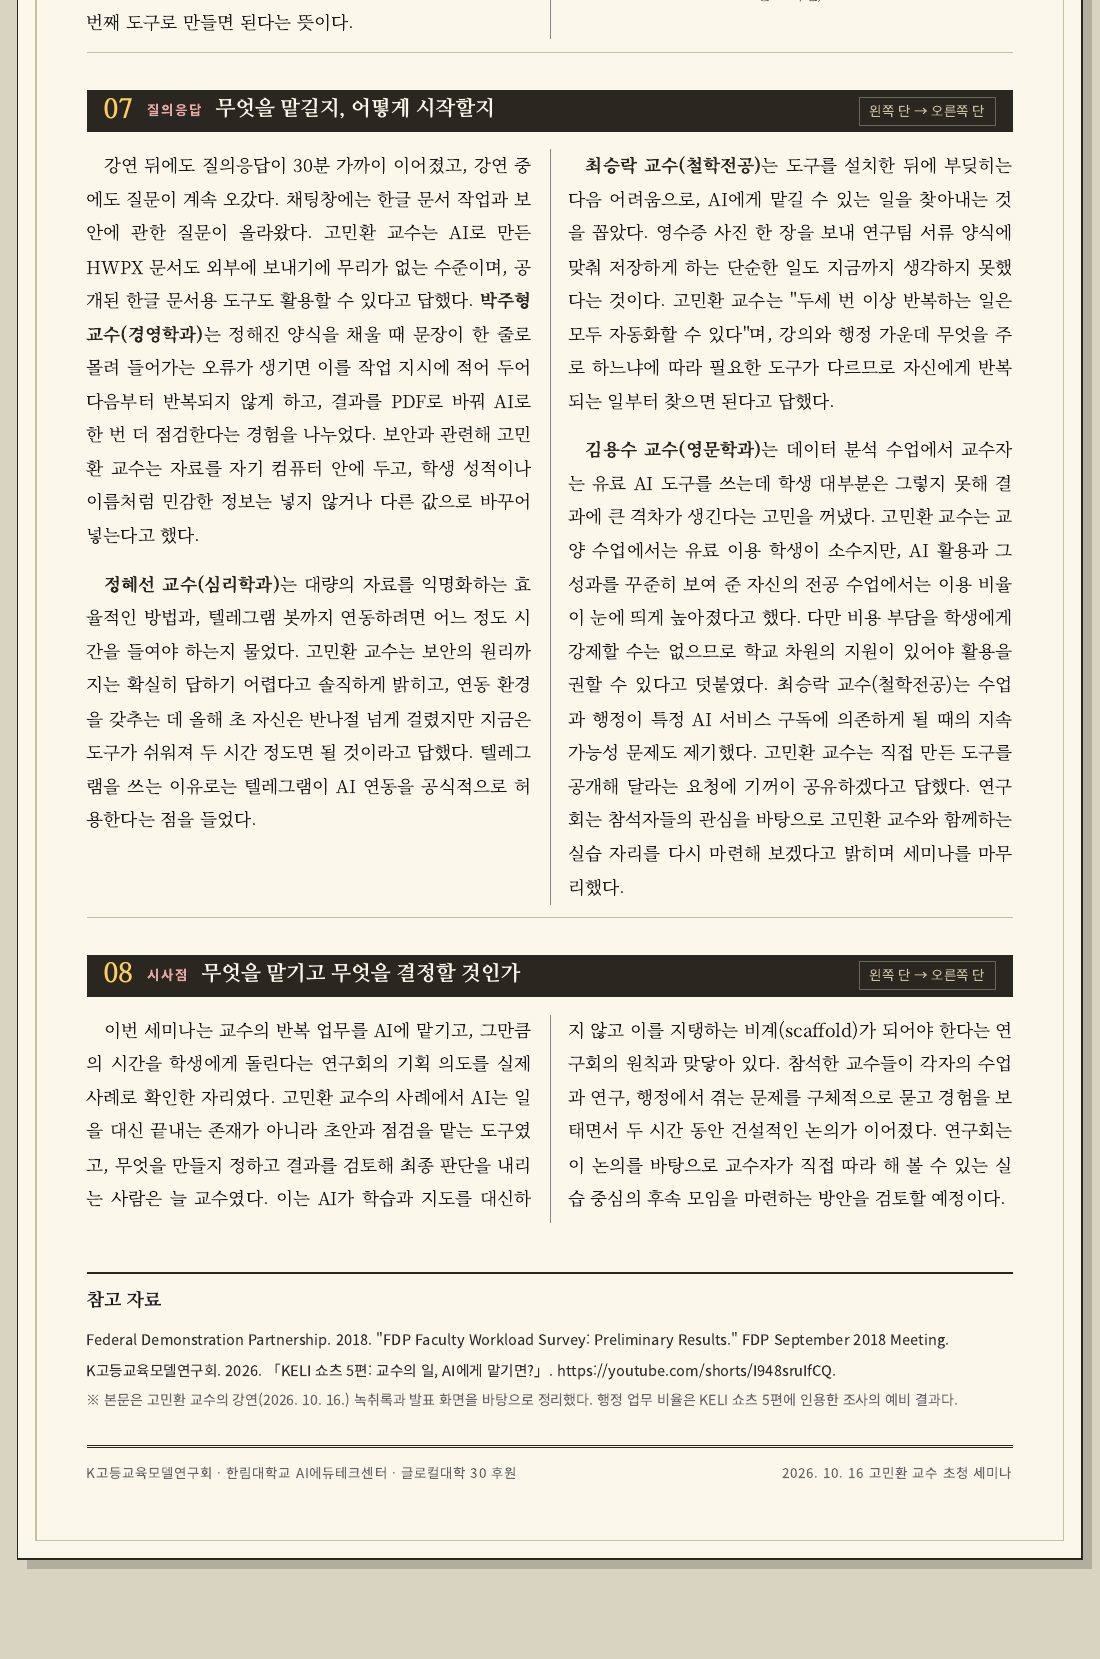 번째 도구로 만들면 된다는 뜻이다.
07 질의응답 무엇을 맡길지, 어떻게 시작할지
왼쪽 단 → 오른쪽 단
강연 뒤에도 질의응답이 30분 가까이 이어졌고, 강연 중
에도 질문이 계속 오갔다. 채팅창에는 한글 문서 작업과 보
안에 관한 질문이 올라왔다. 고민환 교수는 AI로 만든
HWPX 문서도 외부에 보내기에 무리가 없는 수준이며, 공
개된 한글 문서용 도구도 활용할 수 있다고 답했다. 박주형
교수(경영학과)는 정해진 양식을 채울 때 문장이 한 줄로
몰려 들어가는 오류가 생기면 이를 작업 지시에 적어 두어
다음부터 반복되지 않게 하고, 결과를 PDF로 바꿔 AI로
한 번 더 점검한다는 경험을 나누었다. 보안과 관련해 고민
환 교수는 자료를 자기 컴퓨터 안에 두고, 학생 성적이나
이름처럼 민감한 정보는 넣지 않거나 다른 값으로 바꾸어
넣는다고 했다.
정혜선 교수(심리학과)는 대량의 자료를 익명화하는 효
율적인 방법과, 텔레그램 봇까지 연동하려면 어느 정도 시
간을 들여야 하는지 물었다. 고민환 교수는 보안의 원리까
지는 확실히 답하기 어렵다고 솔직하게 밝히고, 연동 환경
을 갖추는 데 올해 초 자신은 반나절 넘게 걸렸지만 지금은
도구가 쉬워져 두 시간 정도면 될 것이라고 답했다. 텔레그
램을 쓰는 이유로는 텔레그램이 AI 연동을 공식적으로 허
용한다는 점을 들었다.
최승락 교수(철학전공)는 도구를 설치한 뒤에 부딪히는
다음 어려움으로, AI에게 맡길 수 있는 일을 찾아내는 것
을 꼽았다. 영수증 사진 한 장을 보내 연구팀 서류 양식에
맞춰 저장하게 하는 단순한 일도 지금까지 생각하지 못했
다는 것이다. 고민환 교수는 "두세 번 이상 반복하는 일은
모두 자동화할 수 있다"며, 강의와 행정 가운데 무엇을 주
로 하느냐에 따라 필요한 도구가 다르므로 자신에게 반복
되는 일부터 찾으면 된다고 답했다.
김용수 교수(영문학과)는 데이터 분석 수업에서 교수자
는 유료 AI 도구를 쓰는데 학생 대부분은 그렇지 못해 결
과에 큰 격차가 생긴다는 고민을 꺼냈다. 고민환 교수는 교
양 수업에서는 유료 이용 학생이 소수지만, AI 활용과 그
성과를 꾸준히 보여 준 자신의 전공 수업에서는 이용 비율
이 눈에 띄게 높아졌다고 했다. 다만 비용 부담을 학생에게
강제할 수는 없으므로 학교 차원의 지원이 있어야 활용을
권할 수 있다고 덧붙였다. 최승락 교수(철학전공)는 수업
과 행정이 특정 AI 서비스 구독에 의존하게 될 때의 지속
가능성 문제도 제기했다. 고민환 교수는 직접 만든 도구를
공개해 달라는 요청에 기꺼이 공유하겠다고 답했다. 연구
회는 참석자들의 관심을 바탕으로 고민환 교수와 함께하는
실습 자리를 다시 마련해 보겠다고 밝히며 세미나를 마무
리했다.
08 시사점 무엇을 맡기고 무엇을 결정할 것인가
왼쪽 단 → 오른쪽 단
이번 세미나는 교수의 반복 업무를 AI에 맡기고, 그만큼
의 시간을 학생에게 돌린다는 연구회의 기획 의도를 실제
사례로 확인한 자리였다. 고민환 교수의 사례에서 AI는 일
을 대신 끝내는 존재가 아니라 초안과 점검을 맡는 도구였
고, 무엇을 만들지 정하고 결과를 검토해 최종 판단을 내리
는 사람은 늘 교수였다. 이는 AI가 학습과 지도를 대신하
지 않고 이를 지탱하는 비계(scaffold)가 되어야 한다는 연
구회의 원칙과 맞닿아 있다. 참석한 교수들이 각자의 수업
과 연구, 행정에서 겪는 문제를 구체적으로 묻고 경험을 보
태면서 두 시간 동안 건설적인 논의가 이어졌다. 연구회는
이 논의를 바탕으로 교수자가 직접 따라 해 볼 수 있는 실
습 중심의 후속 모임을 마련하는 방안을 검토할 예정이다.
참고 자료
Federal Demonstration Partnership. 2018. "FDP Faculty Workload Survey: Preliminary Results." FDP September 2018 Meeting.
K고등교육모델연구회. 2026. 「KELI 쇼츠 5편: 교수의 일, AI에게 맡기면?」. https://youtube.com/shorts/I948sruIfCQ.
※ 본문은 고민환 교수의 강연(2026. 10. 16.) 녹취록과 발표 화면을 바탕으로 정리했다. 행정 업무 비율은 KELI 쇼츠 5편에 인용한 조사의 예비 결과다.
K고등교육모델연구회 · 한림대학교 AI에듀테크센터 · 글로컬대학 30 후원
2026. 10. 16 고민환 교수 초청 세미나